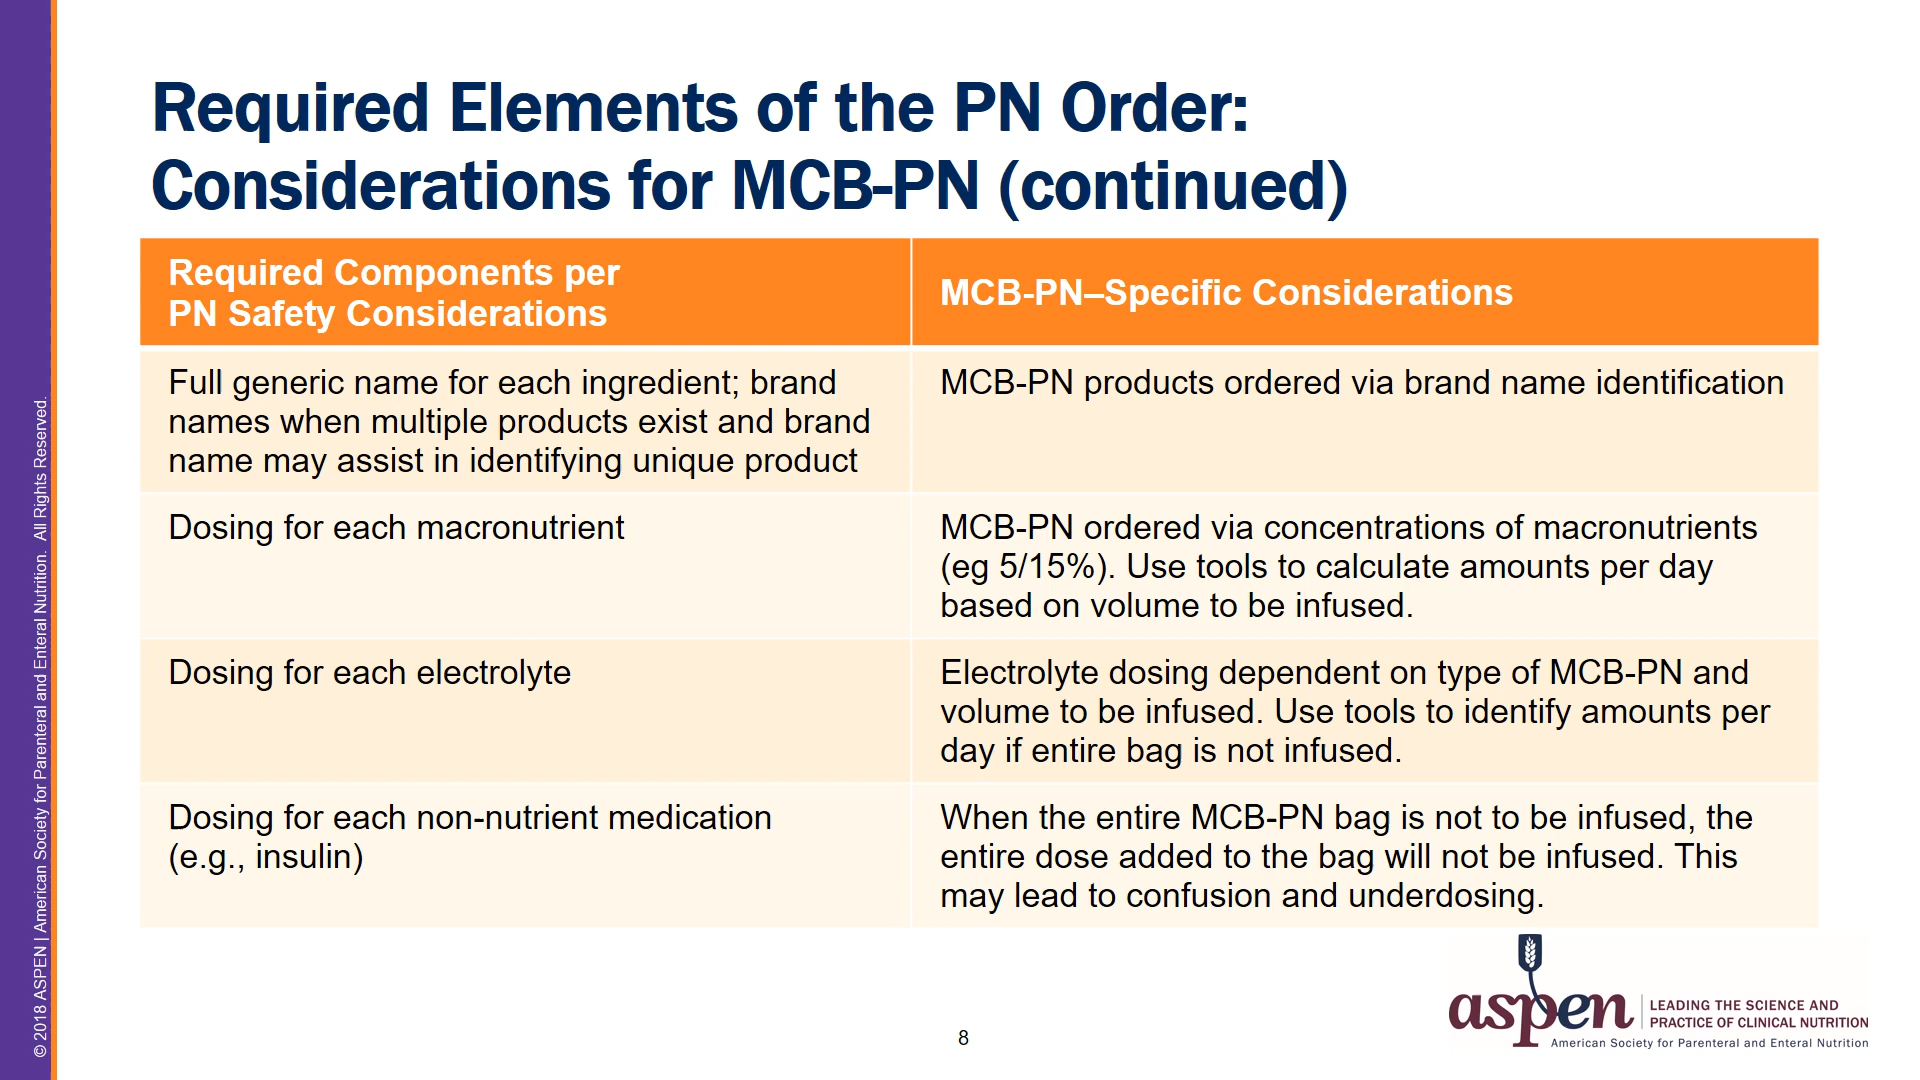 Required Elements of the PN Order:
Considerations for MCB-PN (continued)
Required Components per
PN Safety Considerations
MCB-PN–Specific Considerations
Full generic name for each ingredient; brand
names when multiple products exist and brand
name may assist in identifying unique product
MCB-PN products ordered via brand name identification
Dosing for each macronutrient
MCB-PN ordered via concentrations of macronutrients
(eg 5/15%). Use tools to calculate amounts per day
based on volume to be infused.
Dosing for each electrolyte
Electrolyte dosing dependent on type of MCB-PN and
volume to be infused. Use tools to identify amounts per
day if entire bag is not infused.
Dosing for each non-nutrient medication
(e.g., insulin)
When the entire MCB-PN bag is not to be infused, the
entire dose added to the bag will not be infused. This
may lead to confusion and underdosing.
© 2018 ASPEN | American Society for Parenteral and Enteral Nutrition. All Rights Reserved.
8
aspen
LEADING THE SCIENCE AND
PRACTICE OF CLINICAL NUTRITION
American Society for Parenteral and Enteral Nutrition